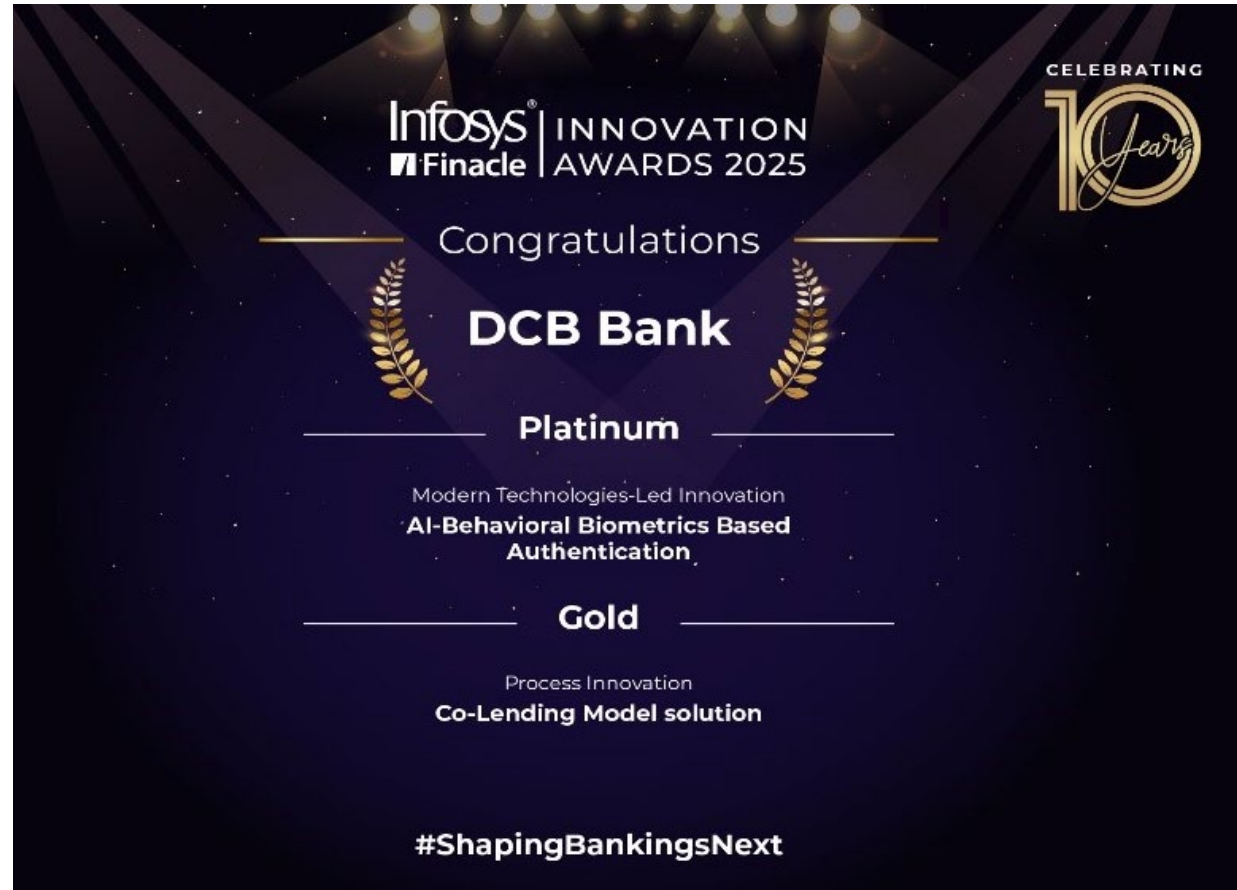 CELEBRATING
10
Years
Infosys® | INNOVATION
Finacle | AWARDS 2025
Congratulations
DCB Bank
Platinum
Modern Technologies-Led Innovation
AI-Behavioral Biometrics Based
Authentication
Gold
Process Innovation
Co-Lending Model solution
#ShapingBankingsNext